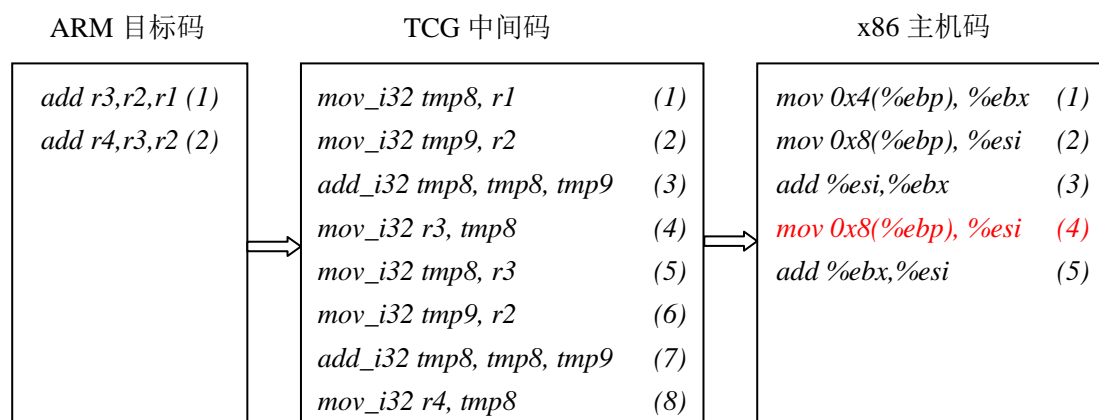 ARM 目标码
TCG 中间码
x86 主机码
add r3,r2,r1 (1)
add r4,r3,r2 (2)
mov_i32 tmp8, r1 (1)
mov_i32 tmp9, r2 (2)
add_i32 tmp8, tmp8, tmp9 (3)
mov_i32 r3, tmp8 (4)
mov_i32 tmp8, r3 (5)
mov_i32 tmp9, r2 (6)
add_i32 tmp8, tmp8, tmp9 (7)
mov_i32 r4, tmp8 (8)
mov 0x4(%ebp), %ebx (1)
mov 0x8(%ebp), %esi (2)
add %esi,%ebx (3)
mov 0x8(%ebp), %esi (4)
add %ebx,%esi (5)